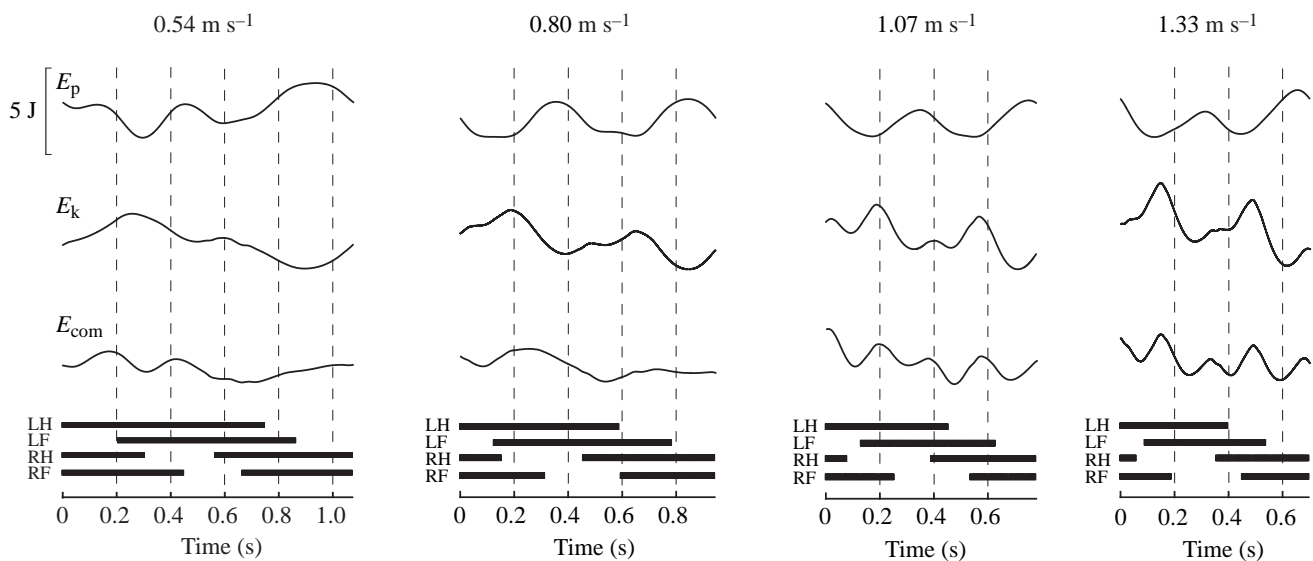 0.54 m s–1 0.80 m s–1 1.07 m s–1 1.33 m s–1
5 J
Ep
Ek
Ecom
LH LH LH LH
LF LF LF LF
RH RH RH RH
RF RF RF RF
0 0.2 0.4 0.6 0.8 1.0 0 0.2 0.4 0.6 0.8 0 0.2 0.4 0.6 0 0.2 0.4 0.6
Time (s) Time (s) Time (s) Time (s)